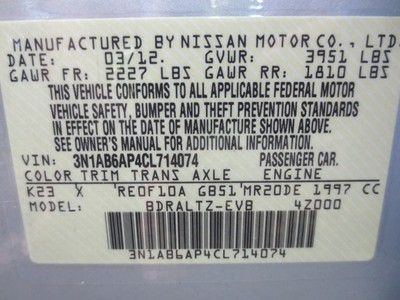 MANUFACTURED BY NISSAN MOTOR CO., LTD.
DATE: 03/12. GVWR: 3951 LBS
GAWR FR: 2227 LBS GAWR RR: 1810 LBS
THIS VEHICLE CONFORMS TO ALL APPLICABLE FEDERAL MOTOR
VEHICLE SAFETY, BUMPER AND THEFT PREVENTION STANDARDS
IN EFFECT ON THE DATE OF MANUFACTURE SHOWN ABOVE.
SEE OWNER'S MANUAL FOR ADDITIONAL INFORMATION
VIN: 3N1AB6AP4CL714074 PASSENGER CAR.
COLOR TRIM TRANS AXLE ENGINE
K23 X RE0F10A G851 MR20DE 1997 CC
MODEL: BDRALTZ-EVB 4Z000
3N1AB6AP4CL714074